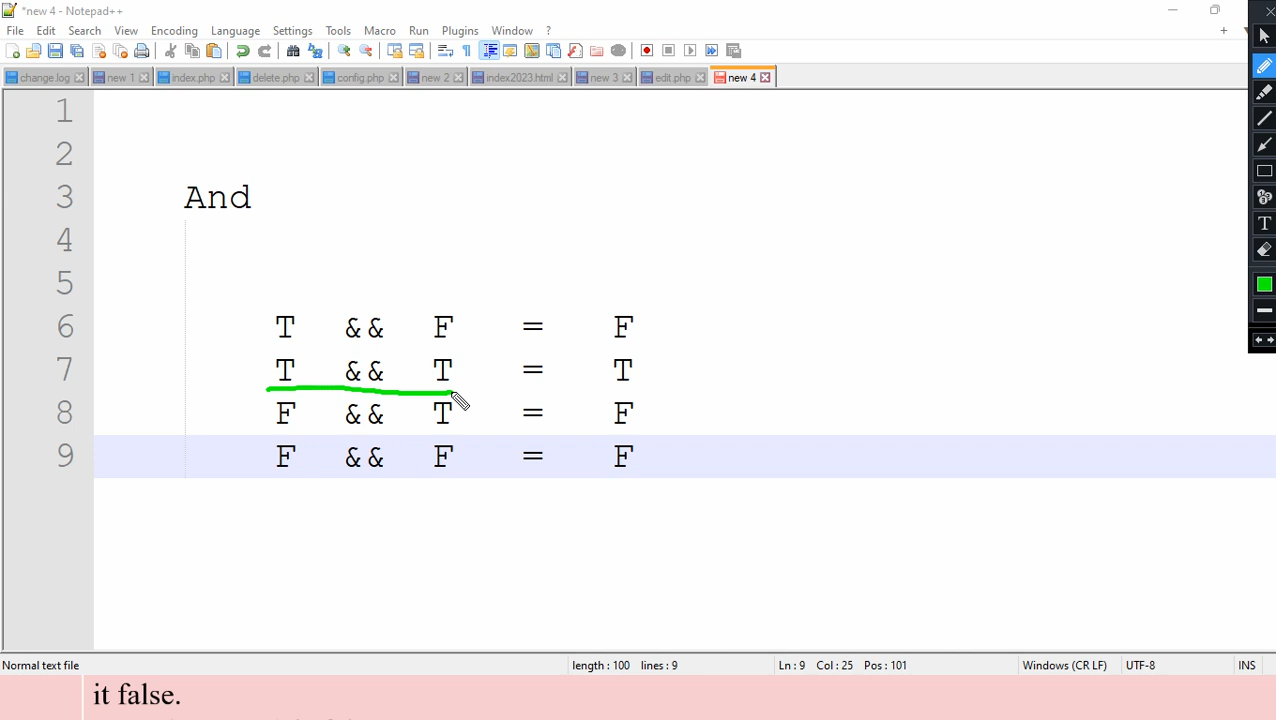 *new 4 - Notepad++
File Edit Search View Encoding Language Settings Tools Macro Run Plugins Window ?
change.log new 1 index.php delete.php config.php new 2 index2023.html new 3 edit.php new 4
1
2
3 And
4
5
6 T && F = F
7 T && T = T
8 F && T = F
9 F && F = F
Normal text file length : 100 lines : 9 Ln : 9 Col : 25 Pos : 101 Windows (CR LF) UTF-8 INS
it false.